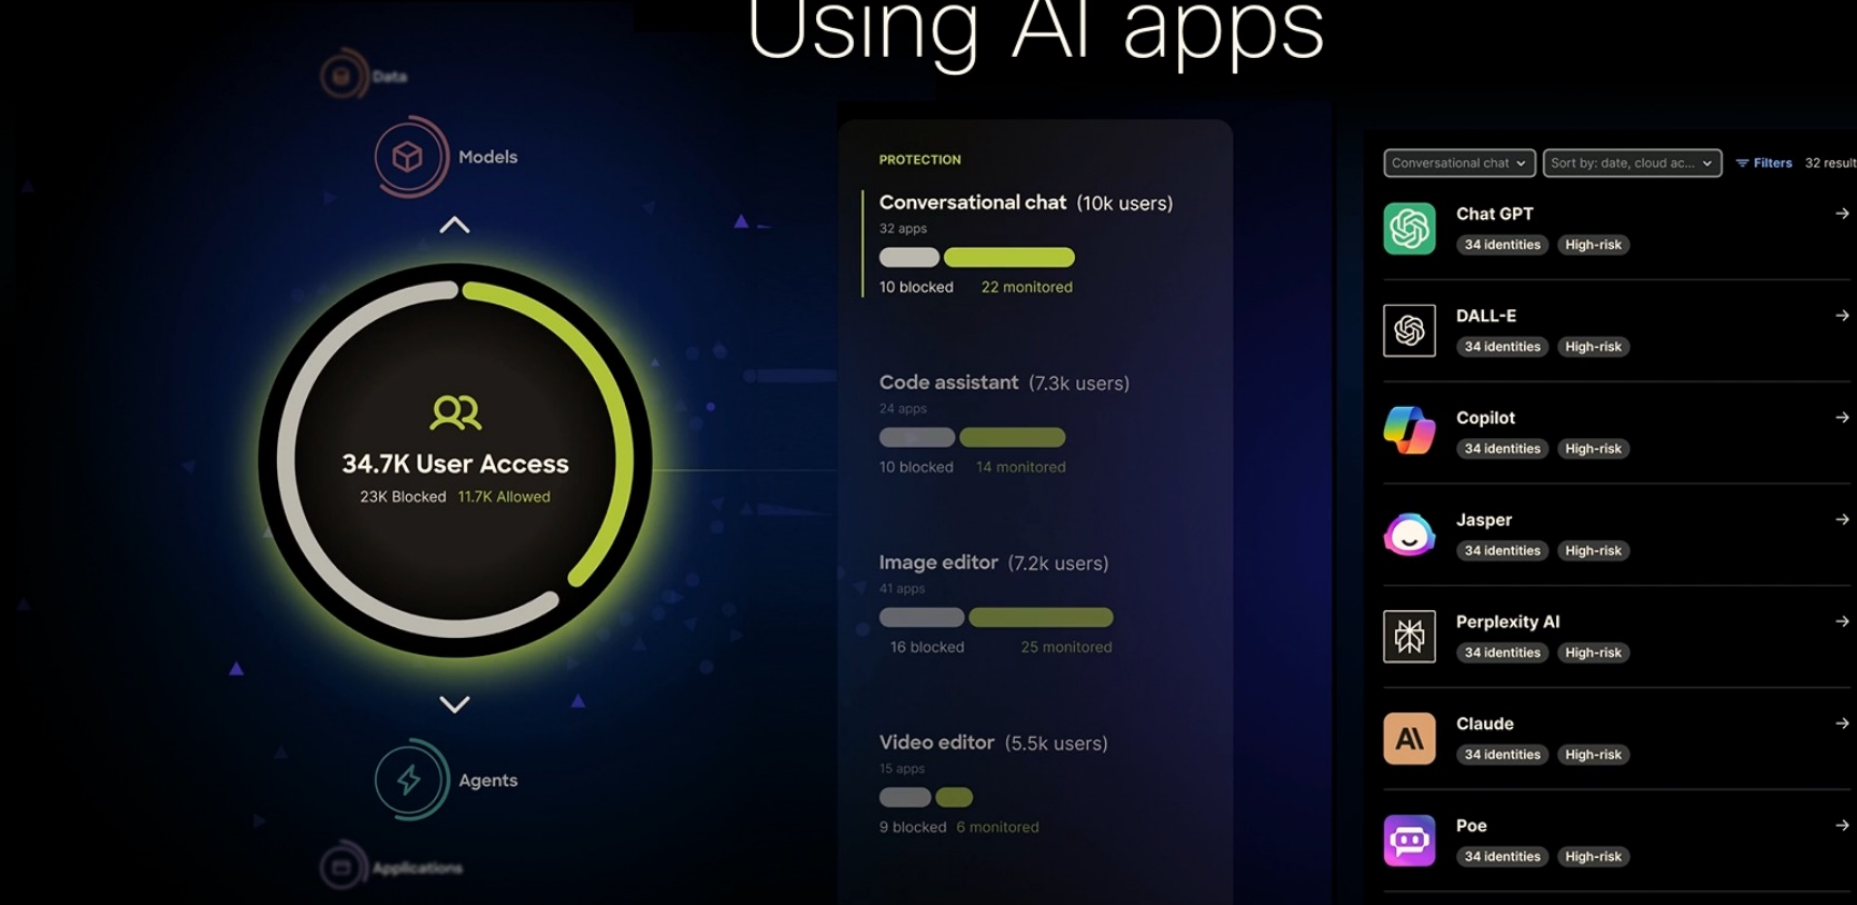 Using AI apps
Data
Models
34.7K User Access
23K Blocked 11.7K Allowed
Agents
Applications
PROTECTION
Conversational chat (10k users)
32 apps
10 blocked 22 monitored
Code assistant (7.3k users)
24 apps
10 blocked 14 monitored
Image editor (7.2k users)
41 apps
16 blocked 25 monitored
Video editor (5.5k users)
15 apps
9 blocked 6 monitored
Conversational chat Sort by: date, cloud ac... Filters 32 result
Chat GPT
34 identities High-risk
DALL-E
34 identities High-risk
Copilot
34 identities High-risk
Jasper
34 identities High-risk
Perplexity AI
34 identities High-risk
Claude
34 identities High-risk
Poe
34 identities High-risk